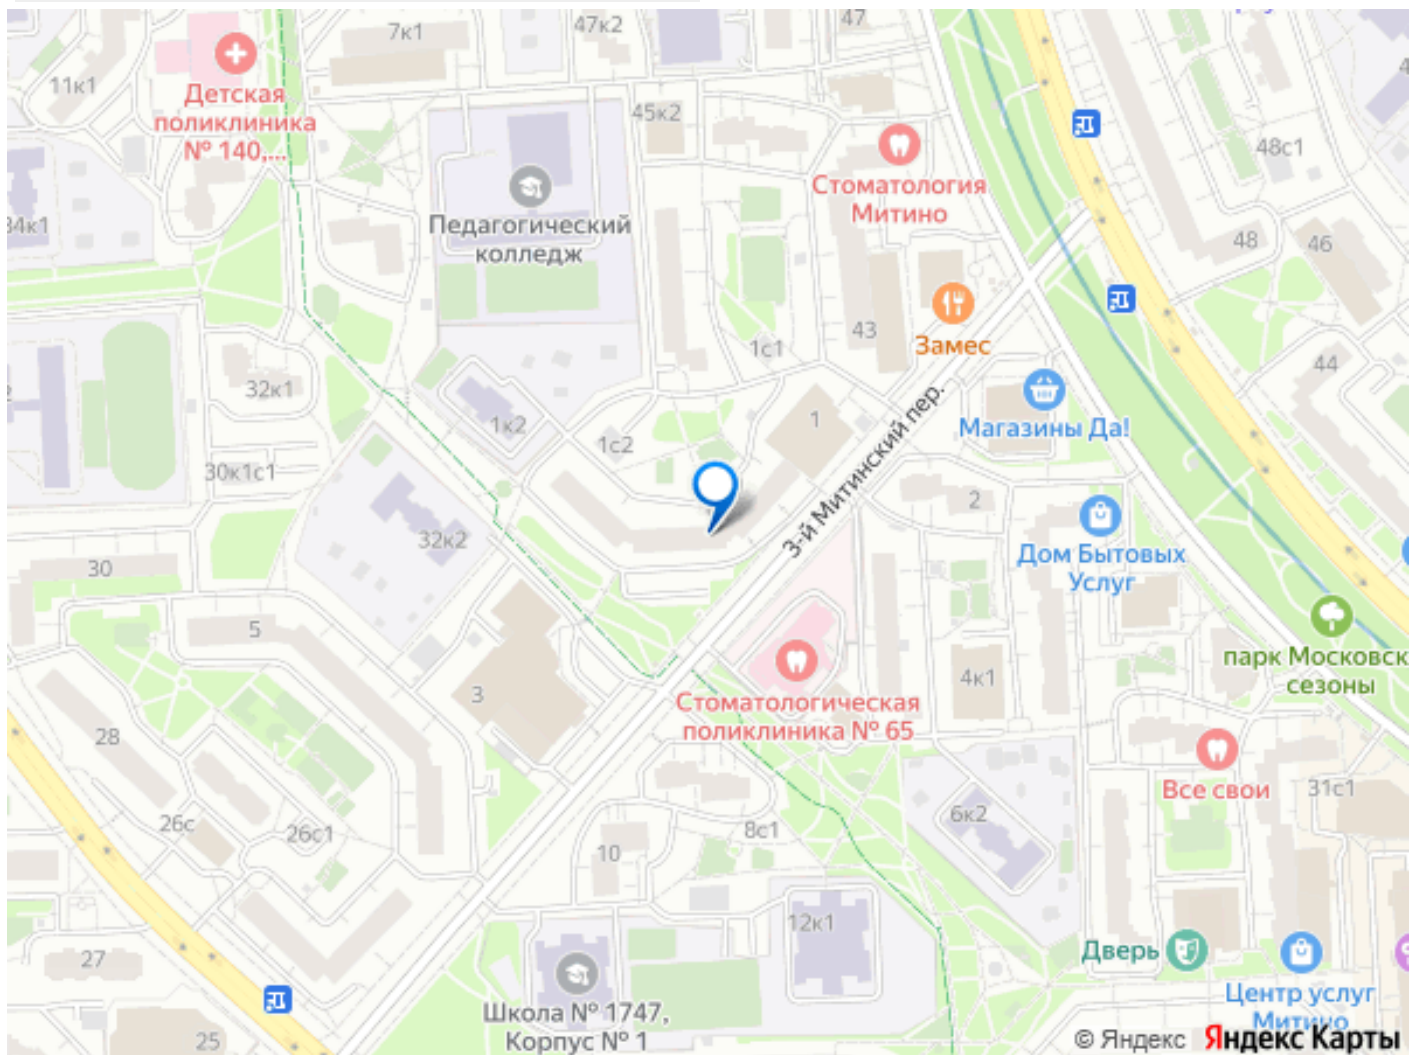 47
7к1
47к2
11к1
Детская
поликлиника
№ 140,...
45к2
Стоматология
Митино
48с1
Педагогический
колледж
34к1
48
46
43
Замес
1с1
44
32к1
1к2
1с2
1
Магазины Да!
3-й Митинский пер.
30к1с1
2
32к2
Дом Бытовых
Услуг
30
5
парк Московск
сезоны
3
4к1
Стоматологическая
поликлиника № 65
28
Все свои
31с1
26с
26с1
8с1
6к2
10
12к1
27
Дверь
Школа № 1747,
Корпус № 1
25
Центр услуг
Митино
© Яндекс Яндекс Карты